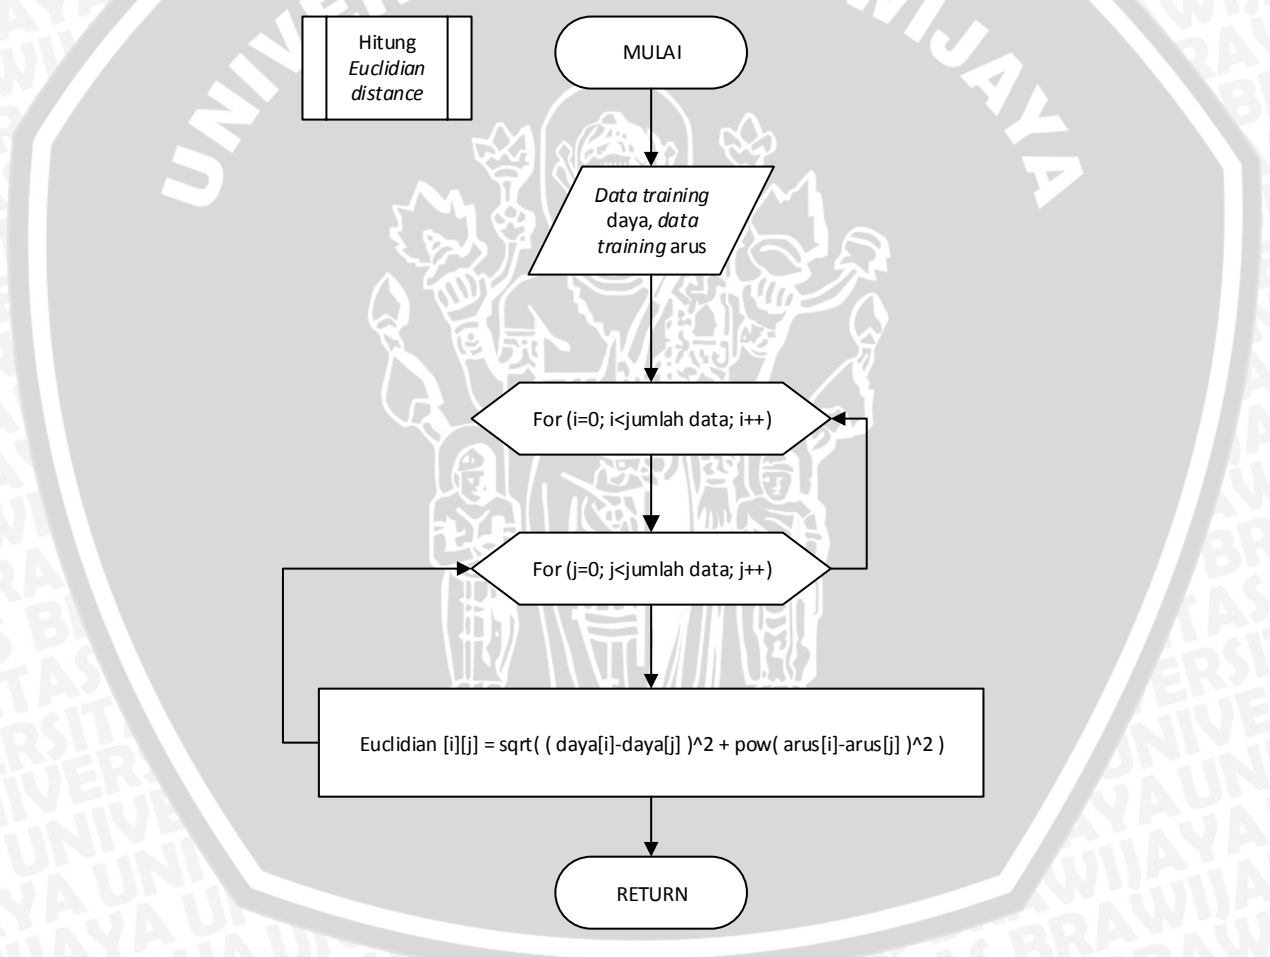 Hitung
Euclidian
distance
MULAI
Data training
daya, data
training arus
For (i=0; i<jumlah data; i++)
For (j=0; j<jumlah data; j++)
Euclidian [i][j] = sqrt( ( daya[i]-daya[j] )^2 + pow( arus[i]-arus[j] )^2 )
RETURN